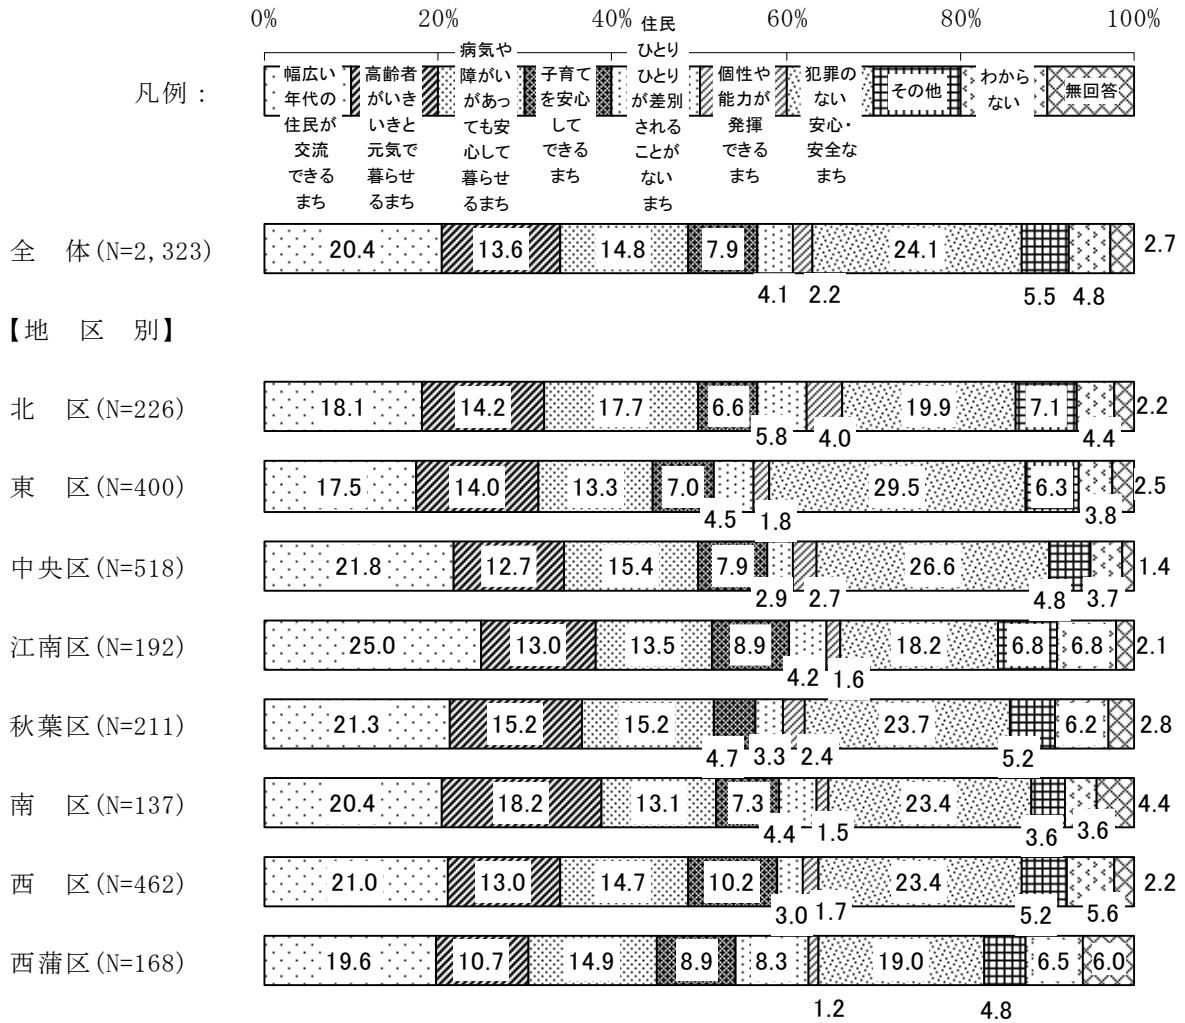 0% 20% 40% 60% 80% 100%
凡例：
幅広い
年代の
住民が
交流
できる
まち
高齢者
がいき
いきと
元気で
暮らせ
るまち
病気や
障がい
があっ
ても安
心して
暮らせ
るまち
子育て
を安心
して
できる
まち
住民
ひとり
ひとり
が差別
される
ことが
ない
まち
個性や
能力が
発揮
できる
まち
犯罪の
ない
安心・
安全な
まち
その他
わから
ない
無回答
全　体(N=2,323) 20.4 13.6 14.8 7.9 4.1 2.2 24.1 5.5 4.8 2.7
【地　区　別】
北　区(N=226) 18.1 14.2 17.7 6.6 5.8 4.0 19.9 7.1 4.4 2.2
東　区(N=400) 17.5 14.0 13.3 7.0 4.5 1.8 29.5 6.3 3.8 2.5
中央区(N=518) 21.8 12.7 15.4 7.9 2.9 2.7 26.6 4.8 3.7 1.4
江南区(N=192) 25.0 13.0 13.5 8.9 4.2 1.6 18.2 6.8 6.8 2.1
秋葉区(N=211) 21.3 15.2 15.2 4.7 3.3 2.4 23.7 5.2 6.2 2.8
南　区(N=137) 20.4 18.2 13.1 7.3 4.4 1.5 23.4 3.6 3.6 4.4
西　区(N=462) 21.0 13.0 14.7 10.2 3.0 1.7 23.4 5.2 5.6 2.2
西蒲区(N=168) 19.6 10.7 14.9 8.9 8.3 1.2 19.0 4.8 6.5 6.0